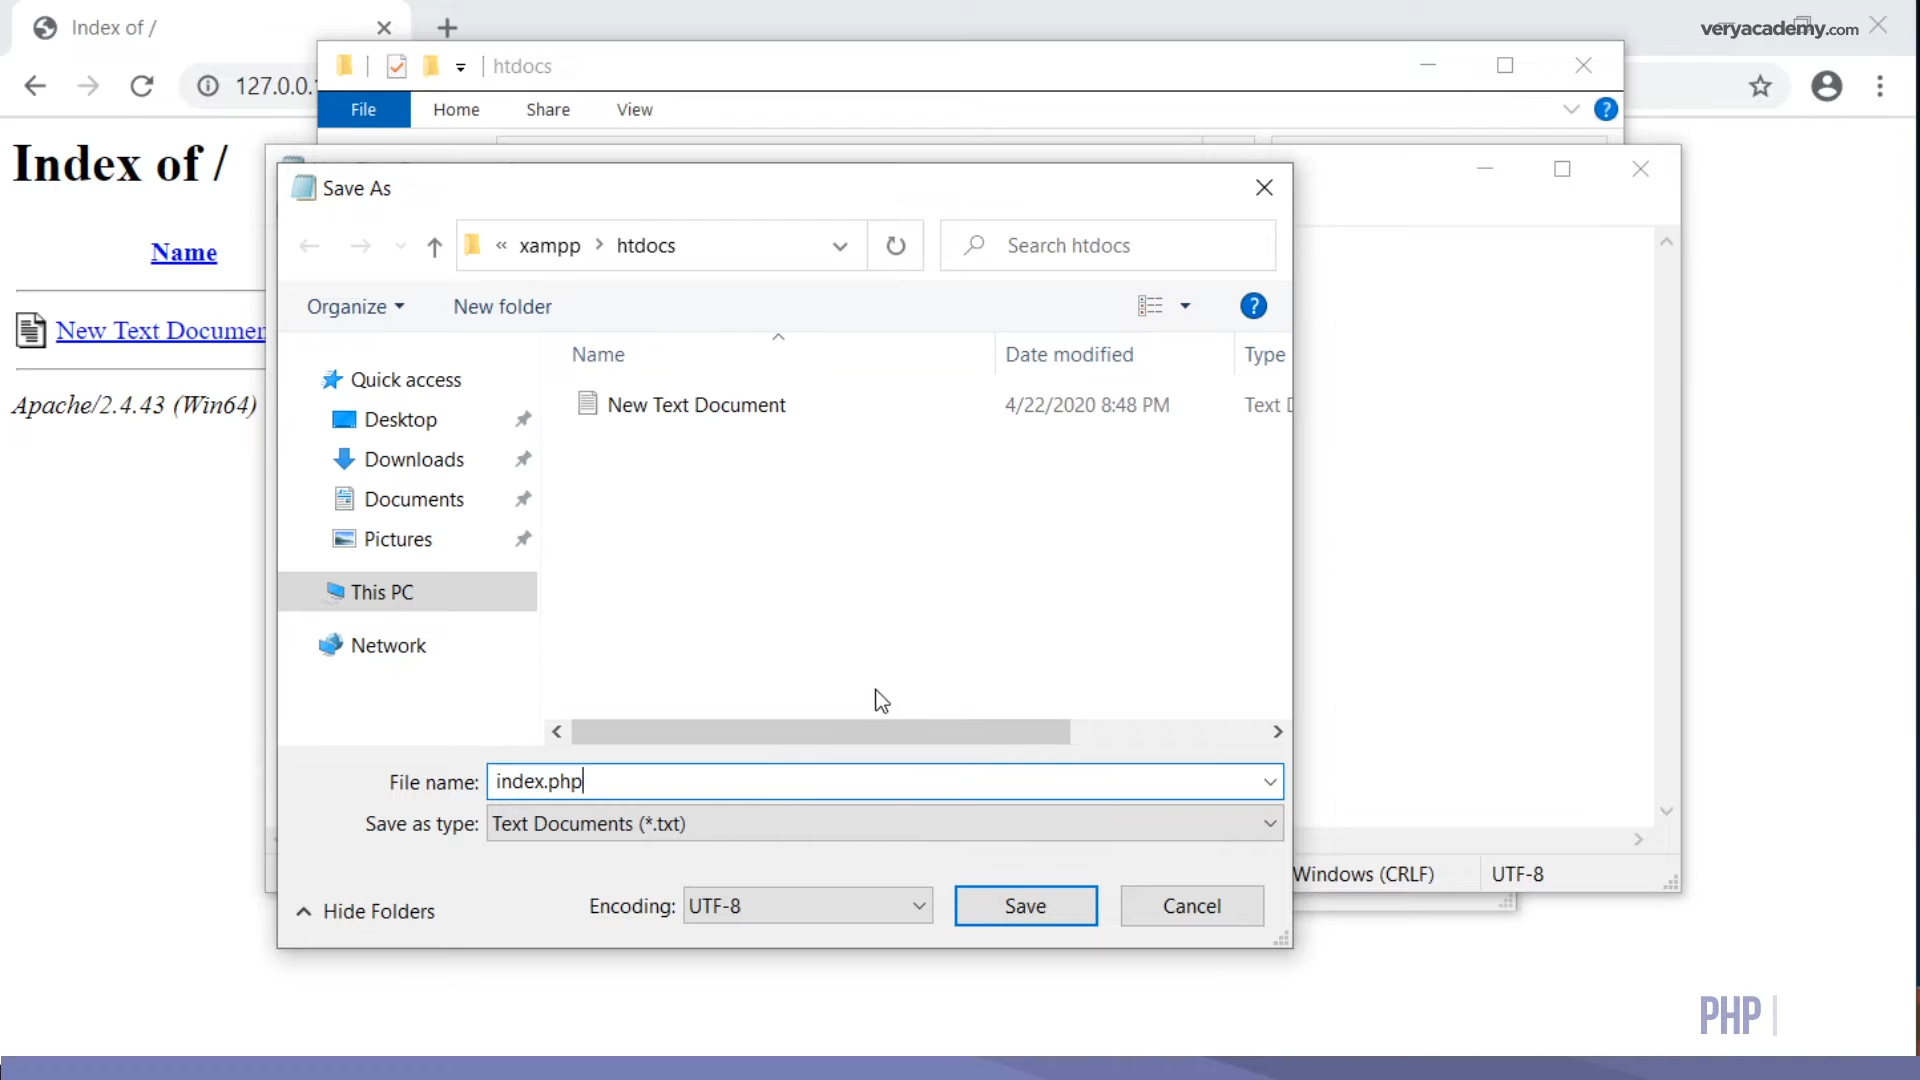 Index of /
veryacademy.com
htdocs
127.0.0.1
File Home Share View
Index of /
Save As
« xampp > htdocs
Search htdocs
Name
Organize
New folder
Name
Date modified
Type
New Text Documen
Quick access
Desktop
Downloads
Documents
Pictures
This PC
Network
New Text Document
4/22/2020 8:48 PM
Text D
Apache/2.4.43 (Win64)
File name: index.php
Save as type: Text Documents (*.txt)
Hide Folders
Encoding: UTF-8
Save
Cancel
Windows (CRLF)
UTF-8
PHP